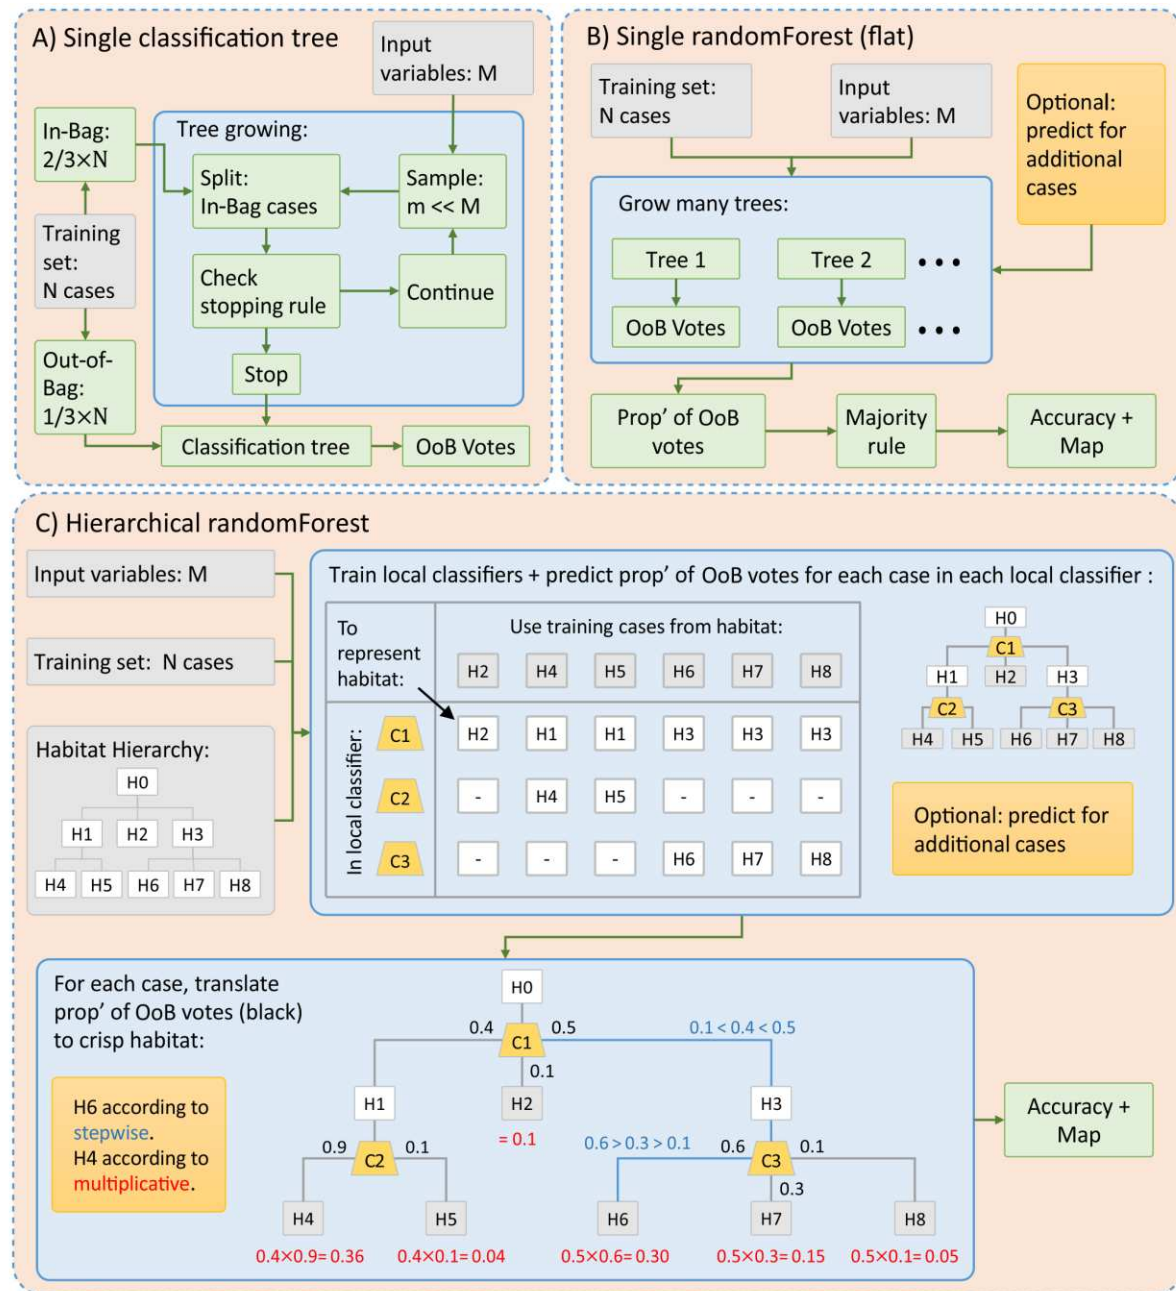 A) Single classification tree
Input
variables: M
In-Bag:
2/3×N
Training
set:
N cases
Out-of-
Bag:
1/3×N
Tree growing:
Split:
In-Bag cases
Sample:
m << M
Check
stopping rule
Continue
Stop
Classification tree
OoB Votes
B) Single randomForest (flat)
Training set:
N cases
Input
variables: M
Optional:
predict for
additional
cases
Grow many trees:
Tree 1
Tree 2
• • •
OoB Votes
OoB Votes
• • •
Prop’ of OoB
votes
Majority
rule
Accuracy +
Map
C) Hierarchical randomForest
Input variables: M
Training set: N cases
Habitat Hierarchy:
H0
H1 H2 H3
H4 H5 H6 H7 H8
Train local classifiers + predict prop’ of OoB votes for each case in each local classifier :
To
represent
habitat:
Use training cases from habitat:
H2 H4 H5 H6 H7 H8
In local classifier:
C1 H2 H1 H1 H3 H3 H3
C2 - H4 H5 - - -
C3 - - - H6 H7 H8
H0
C1
H1 H2 H3
C2 C3
H4 H5 H6 H7 H8
Optional: predict for
additional cases
For each case, translate
prop’ of OoB votes (black)
to crisp habitat:
H6 according to
stepwise.
H4 according to
multiplicative.
H0
0.4 C1 0.5 0.1 < 0.4 < 0.5
0.1
H1 H2 H3
= 0.1
0.9 C2 0.1 0.6 > 0.3 > 0.1 0.6 C3 0.1
0.3
H4 H5 H6 H7 H8
0.4×0.9= 0.36 0.4×0.1= 0.04 0.5×0.6= 0.30 0.5×0.3= 0.15 0.5×0.1= 0.05
Accuracy +
Map